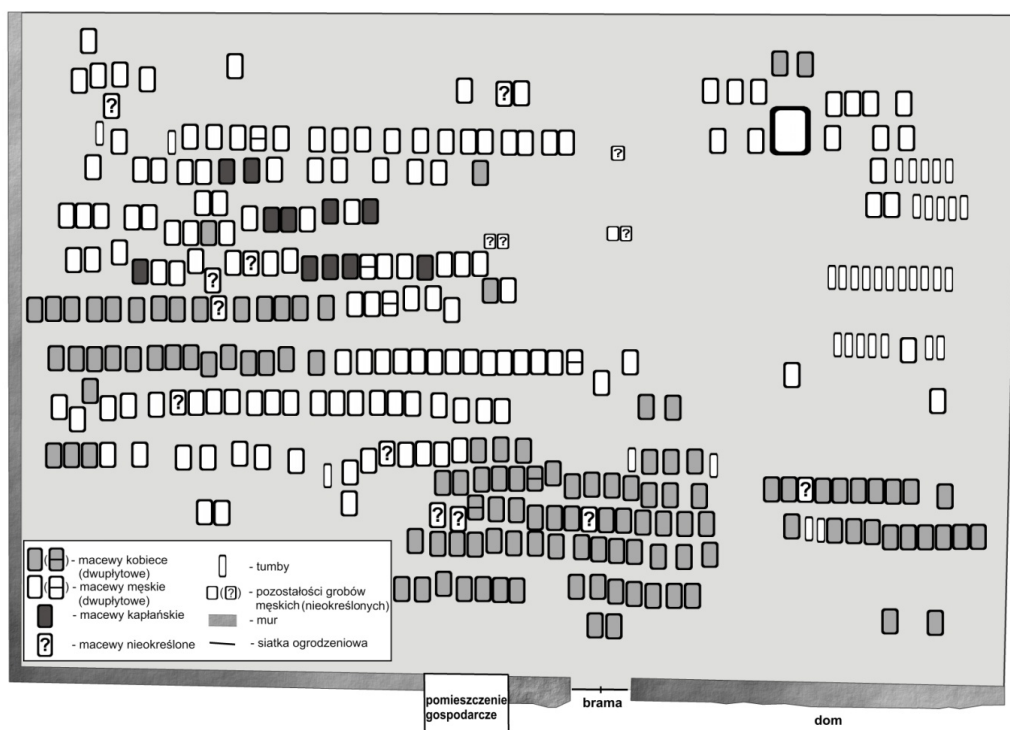 - macewy kobiece
(dwupłytowe)
- macewy męskie
(dwupłytowe)
- macewy kapłańskie
? - macewy nieokreślone
- tumby
(?) - pozostałości grobów
męskich (nieokreślonych)
- mur
- siatka ogrodzeniowa
pomieszczenie
gospodarcze
brama
dom